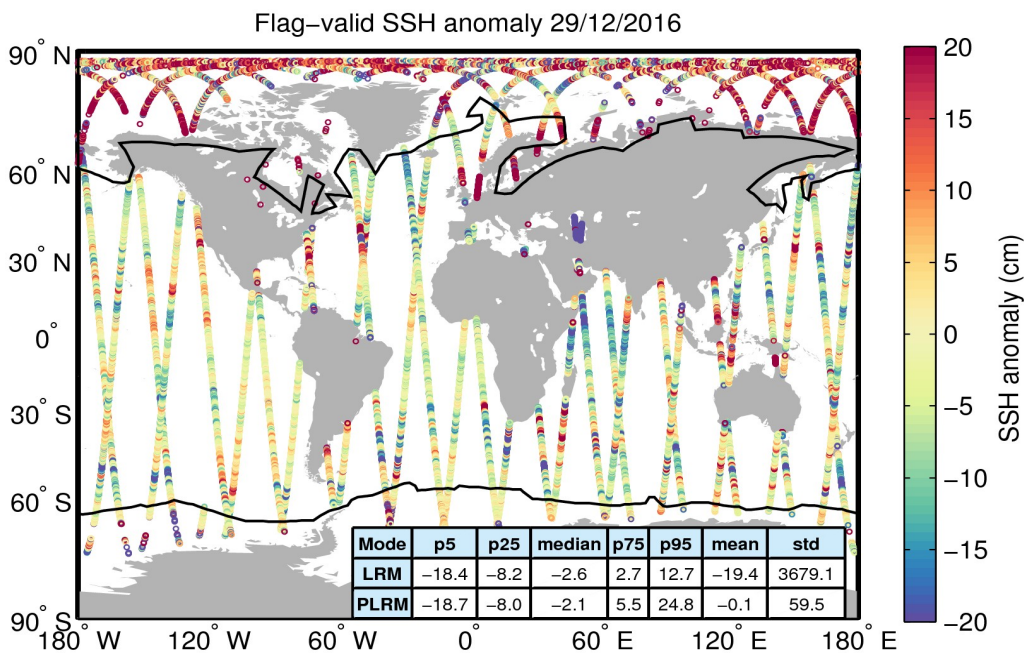 Flag−valid SSH anomaly 29/12/2016
90° N
60° N
30° N
0°
30° S
60° S
90° S
180° W 120° W 60° W 0° 60° E 120° E 180° E
Mode p5 p25 median p75 p95 mean std
LRM −18.4 −8.2 −2.6 2.7 12.7 −19.4 3679.1
PLRM −18.7 −8.0 −2.1 5.5 24.8 −0.1 59.5
20
15
10
5
0
−5
−10
−15
−20
SSH anomaly (cm)